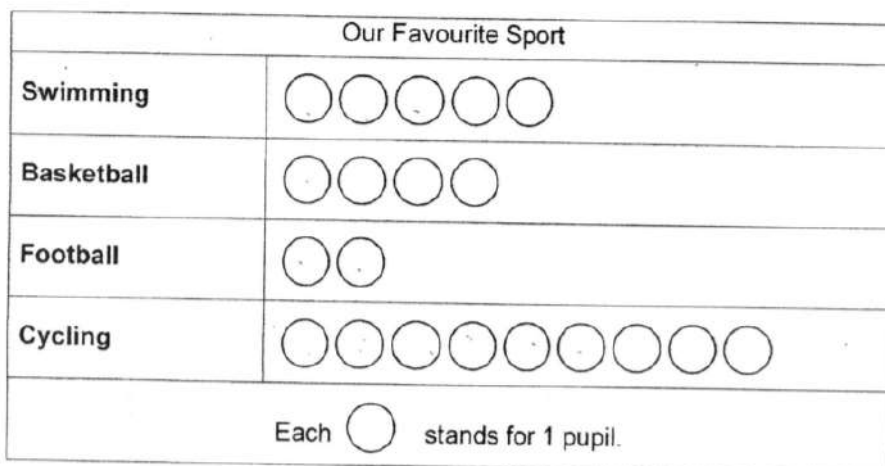 Our Favourite Sport
Swimming
Basketball
Football
Cycling
Each stands for 1 pupil.